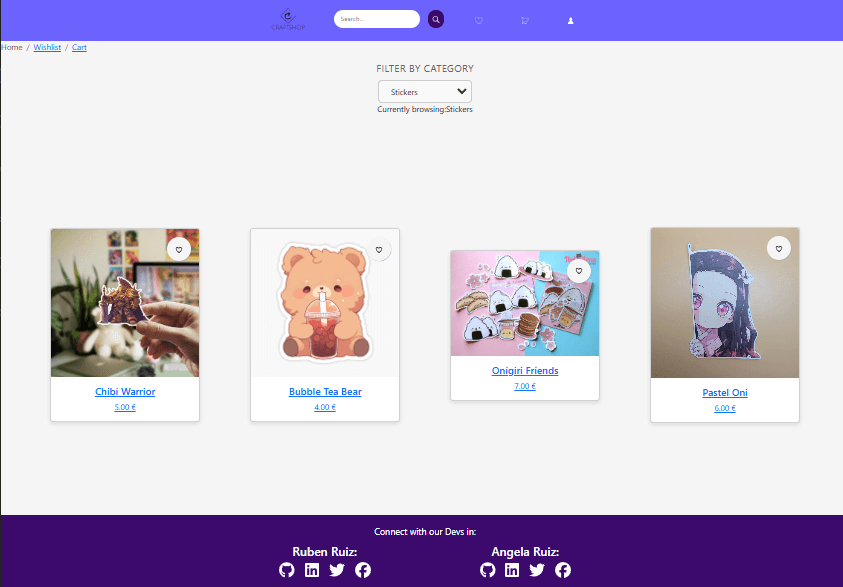 CRAFTSHOP
Search...
Home / Wishlist / Cart
FILTER BY CATEGORY
Stickers
Currently browsing:Stickers
Chibi Warrior
5.00 €
Bubble Tea Bear
4.00 €
Onigiri Friends
7.00 €
Pastel Oni
6.00 €
Connect with our Devs in:
Ruben Ruiz:
Angela Ruiz: